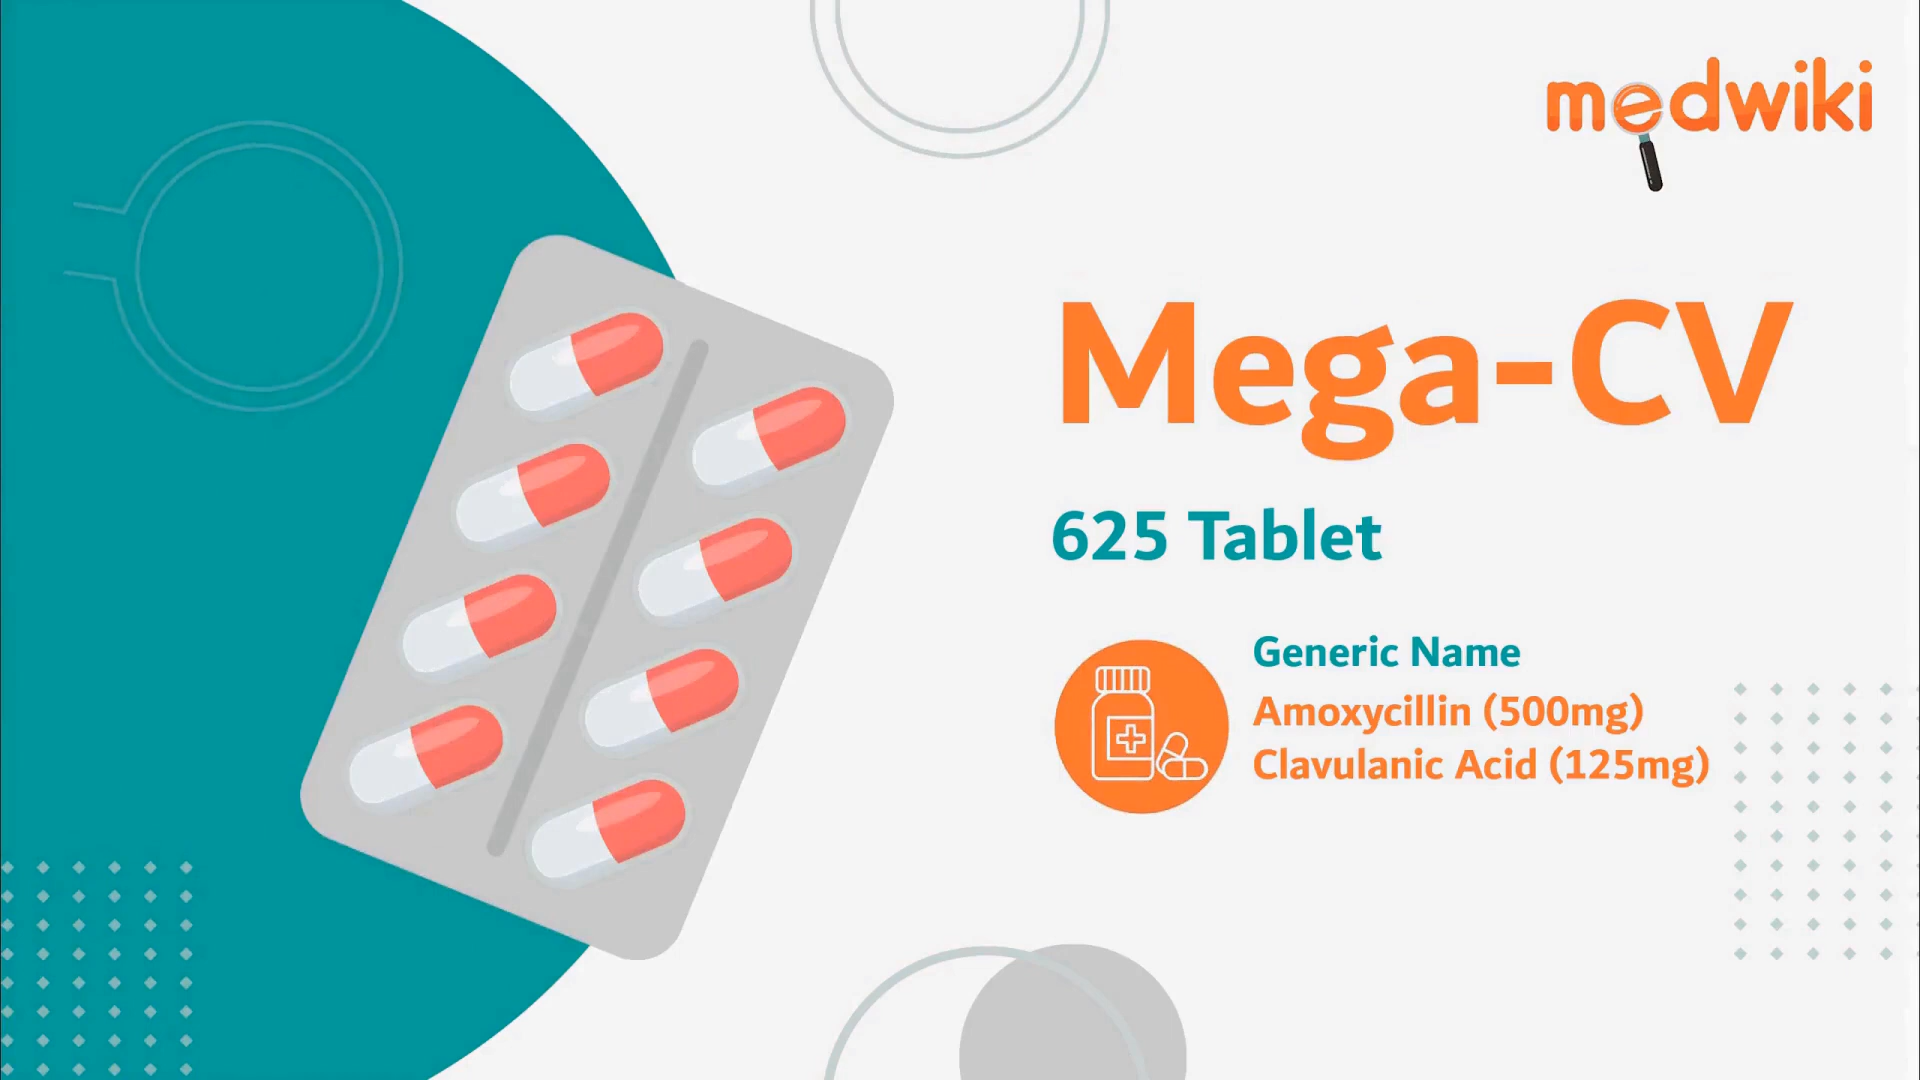 medwiki
Mega-CV
625 Tablet
Generic Name
Amoxycillin (500mg)
Clavulanic Acid (125mg)